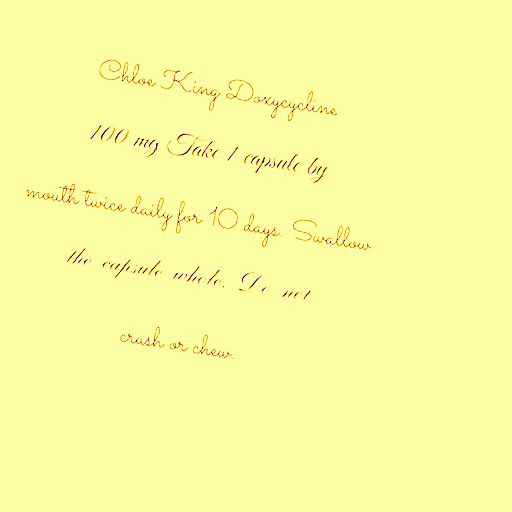 Chloe King Doxycycline
100 mg Take 1 capsule by
mouth twice daily for 10 days. Swallow
the capsule whole. Do not
crush or chew.